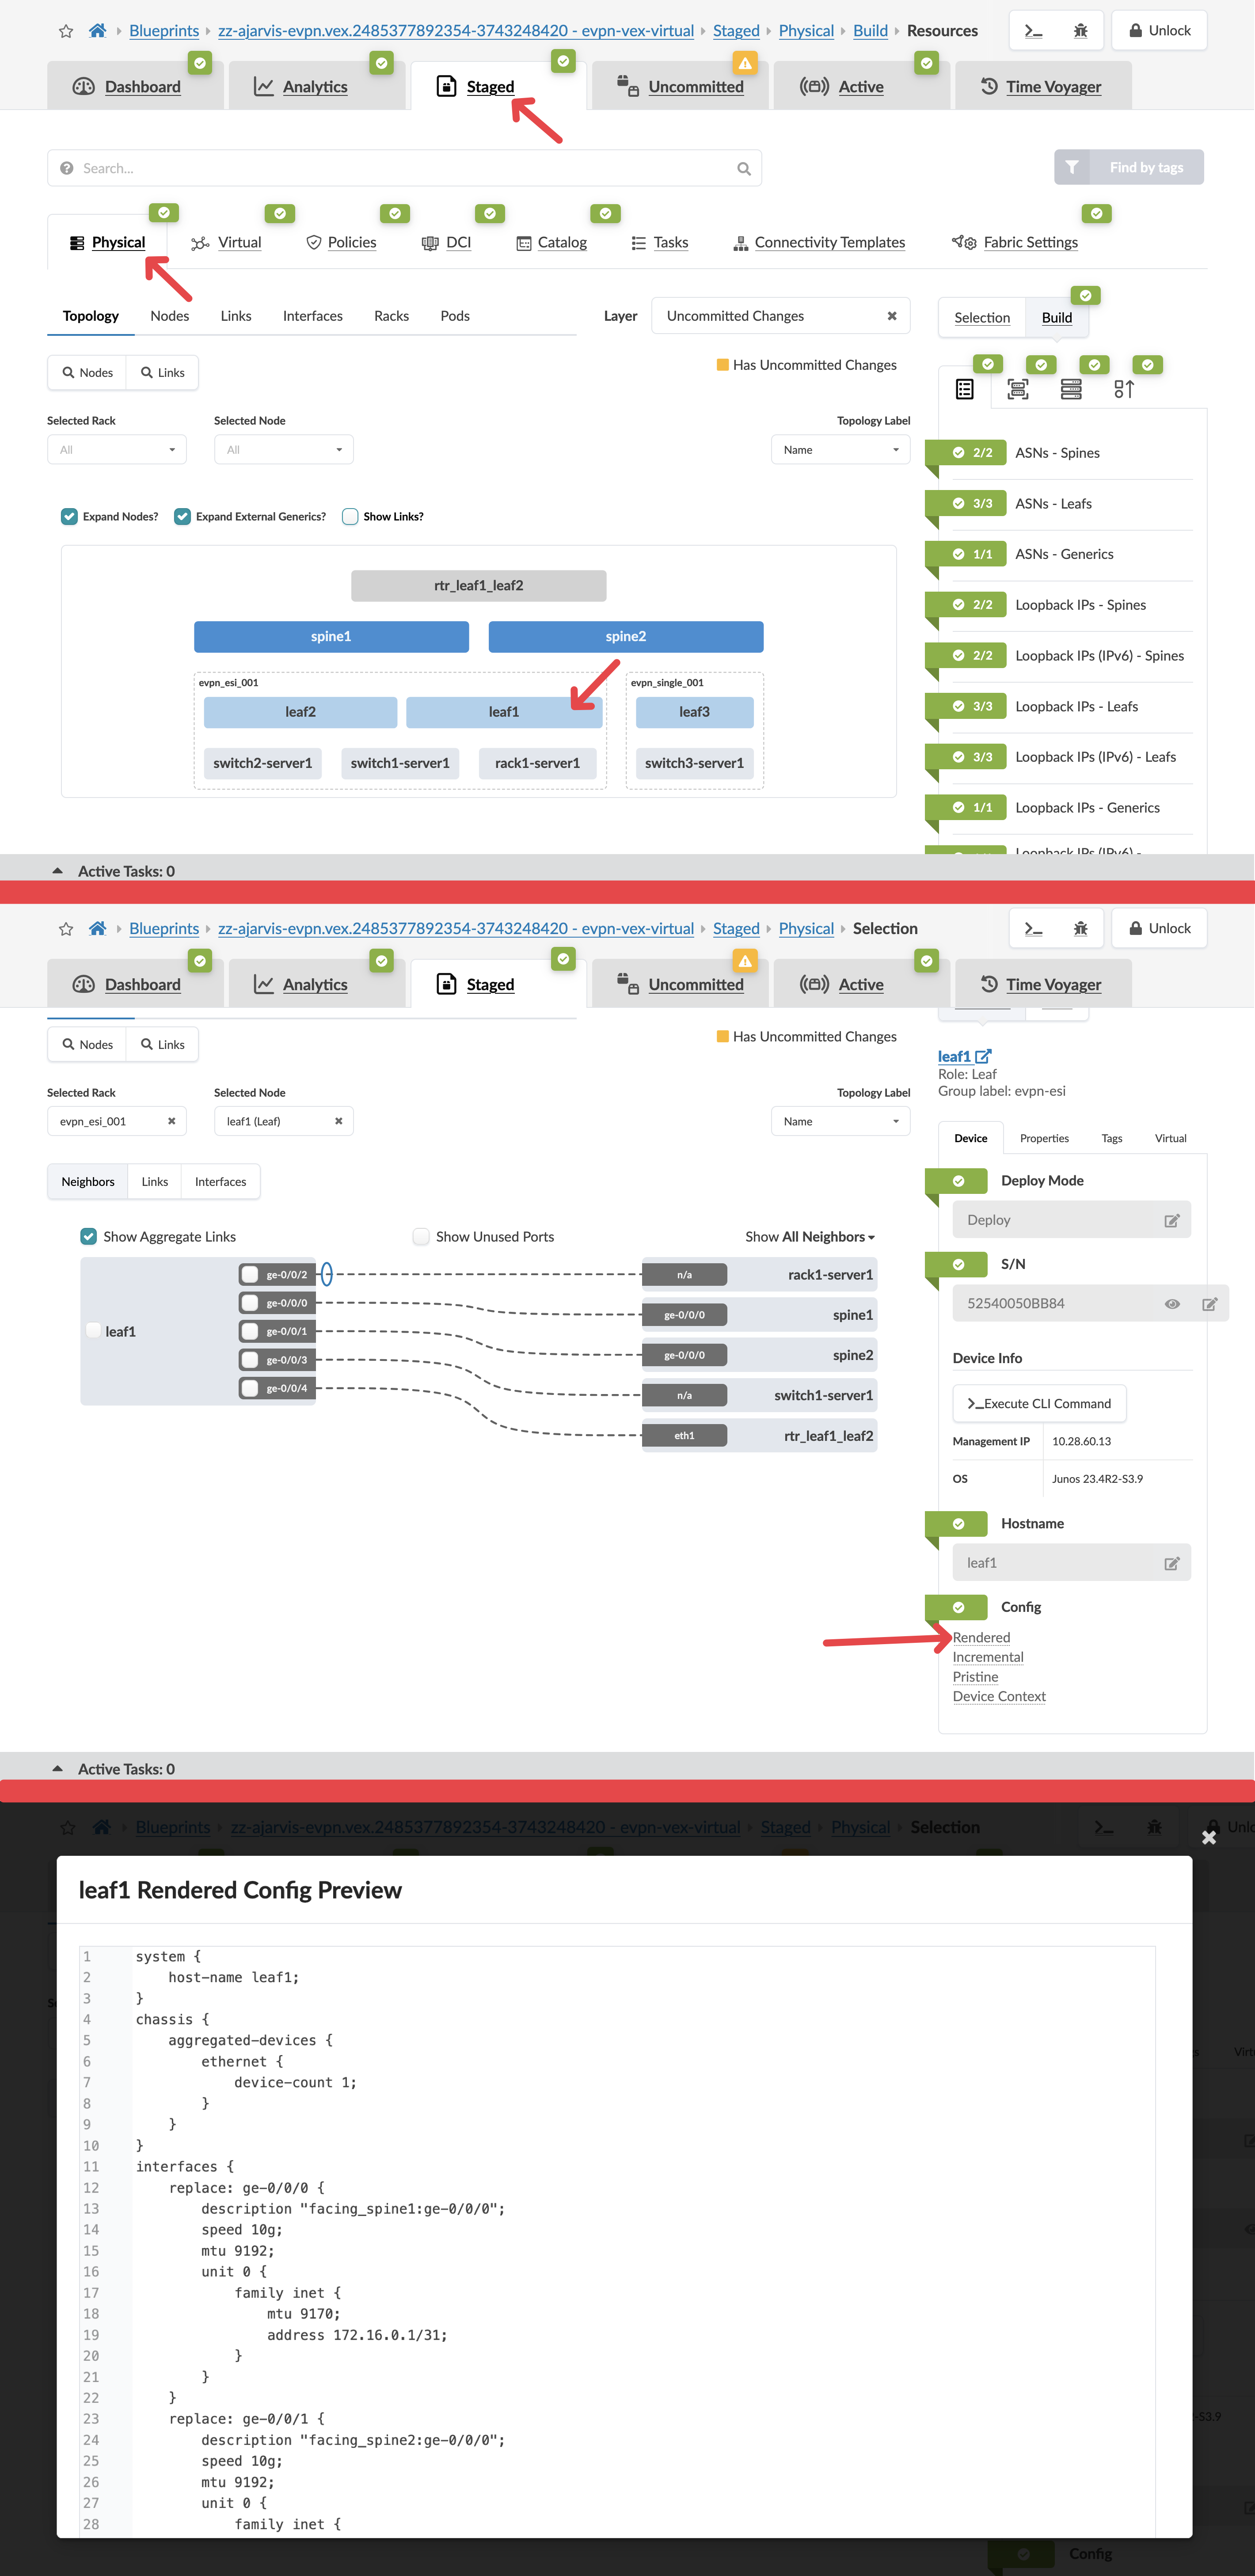 Blueprints zz-ajarvis-evpn.vex.2485377892354-3743248420 - evpn-vex-virtual Staged Physical Build Resources
>_ Unlock
Dashboard Analytics Staged Uncommitted Active Time Voyager
Search...
Find by tags
Physical Virtual Policies DCI Catalog Tasks Connectivity Templates Fabric Settings
Topology Nodes Links Interfaces Racks Pods
Layer Uncommitted Changes
Selection Build
Nodes Links
Has Uncommitted Changes
Selected Rack Selected Node Topology Label
All All Name
Expand Nodes? Expand External Generics? Show Links?
rtr_leaf1_leaf2
spine1 spine2
evpn_esi_001 evpn_single_001
leaf2 leaf1 leaf3
switch2-server1 switch1-server1 rack1-server1 switch3-server1
2/2 ASNs - Spines
3/3 ASNs - Leafs
1/1 ASNs - Generics
2/2 Loopback IPs - Spines
2/2 Loopback IPs (IPv6) - Spines
3/3 Loopback IPs - Leafs
3/3 Loopback IPs (IPv6) - Leafs
1/1 Loopback IPs - Generics
Loopback IPs (IPv6) -
Active Tasks: 0
Blueprints zz-ajarvis-evpn.vex.2485377892354-3743248420 - evpn-vex-virtual Staged Physical Selection
>_ Unlock
Dashboard Analytics Staged Uncommitted Active Time Voyager
Nodes Links
Has Uncommitted Changes
Selected Rack Selected Node Topology Label
evpn_esi_001 leaf1 (Leaf) Name
Neighbors Links Interfaces
Show Aggregate Links Show Unused Ports Show All Neighbors
leaf1
ge-0/0/2 n/a rack1-server1
ge-0/0/0 ge-0/0/0 spine1
ge-0/0/1 ge-0/0/0 spine2
ge-0/0/3 n/a switch1-server1
ge-0/0/4 eth1 rtr_leaf1_leaf2
leaf1
Role: Leaf
Group label: evpn-esi
Device Properties Tags Virtual
Deploy Mode
Deploy
S/N
52540050BB84
Device Info
>_Execute CLI Command
Management IP 10.28.60.13
OS Junos 23.4R2-S3.9
Hostname
leaf1
Config
Rendered
Incremental
Pristine
Device Context
Active Tasks: 0
Blueprints zz-ajarvis-evpn.vex.2485377892354-3743248420 - evpn-vex-virtual Staged Physical Selection
>_ Unlo
leaf1 Rendered Config Preview
1 system {
2 host-name leaf1;
3 }
4 chassis {
5 aggregated-devices {
6 ethernet {
7 device-count 1;
8 }
9 }
10 }
11 interfaces {
12 replace: ge-0/0/0 {
13 description "facing_spine1:ge-0/0/0";
14 speed 10g;
15 mtu 9192;
16 unit 0 {
17 family inet {
18 mtu 9170;
19 address 172.16.0.1/31;
20 }
21 }
22 }
23 replace: ge-0/0/1 {
24 description "facing_spine2:ge-0/0/0";
25 speed 10g;
26 mtu 9192;
27 unit 0 {
28 family inet {
Config